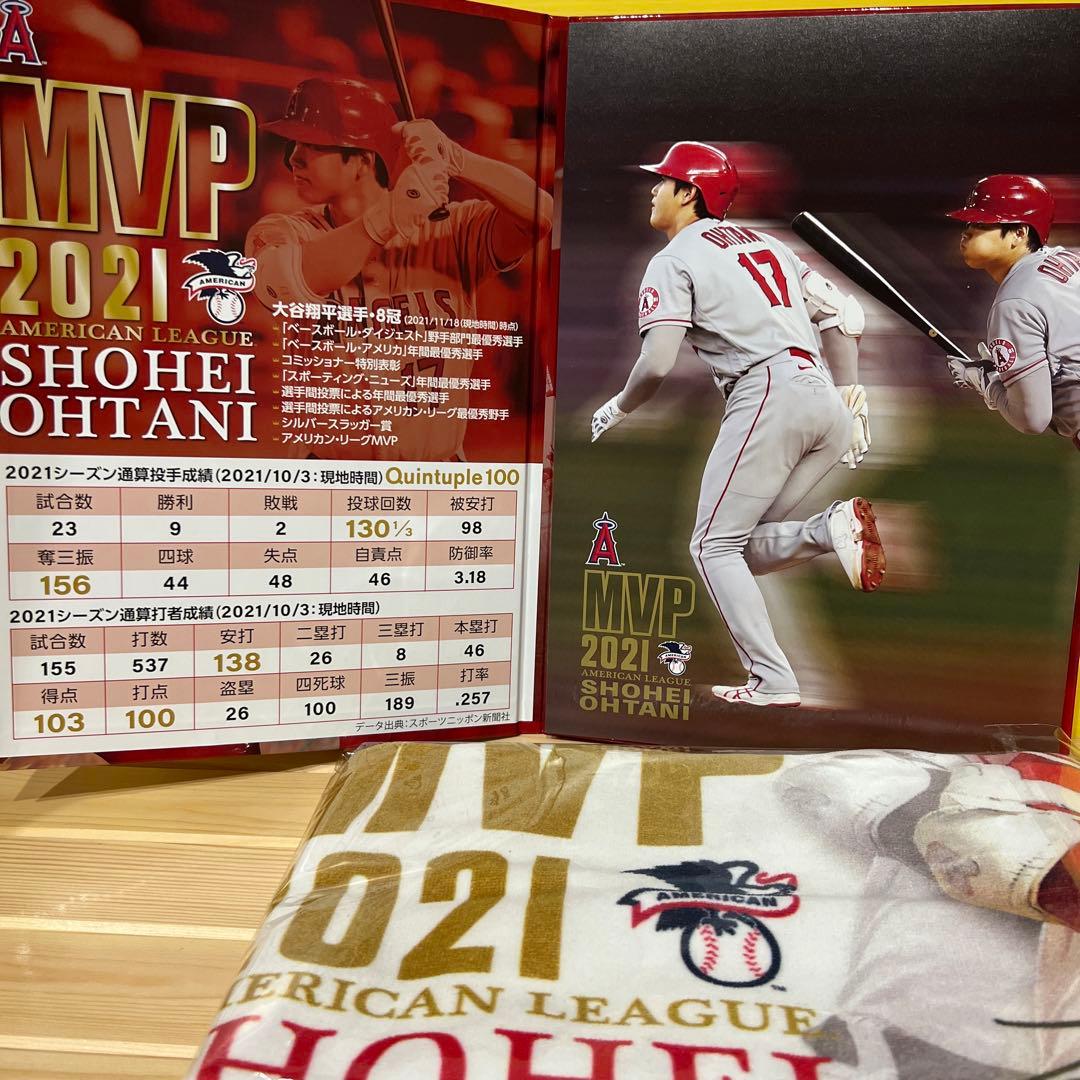 A
MVP
2021
AMERICAN
AMERICAN LEAGUE
SHOHEI
OHTANI
大谷翔平選手・8冠(2021/11/18(現地時間)時点)
「ベースボール・ダイジェスト」野手部門最優秀選手
「ベースボール・アメリカ」年間最優秀選手
コミッショナー特別表彰
「スポーティング・ニューズ」年間最優秀選手
選手間投票による年間最優秀選手
選手間投票によるアメリカン・リーグ最優秀野手
シルバースラッガー賞
アメリカン・リーグMVP
2021シーズン通算投手成績(2021/10/3:現地時間) Quintuple 100
試合数 勝利 敗戦 投球回数 被安打
23 9 2 130 1/3 98
奪三振 四球 失点 自責点 防御率
156 44 48 46 3.18
2021シーズン通算打者成績(2021/10/3:現地時間)
試合数 打数 安打 二塁打 三塁打 本塁打
155 537 138 26 8 46
得点 打点 盗塁 四死球 三振 打率
103 100 26 100 189 .257
データ出典:スポーツニッポン新聞社
OHTANI
17
A
A
MVP
2021
AMERICAN LEAGUE
SHOHEI
OHTANI
MVP
021
AMERICAN
TM
ERICAN LEAGUE
SHOHEI